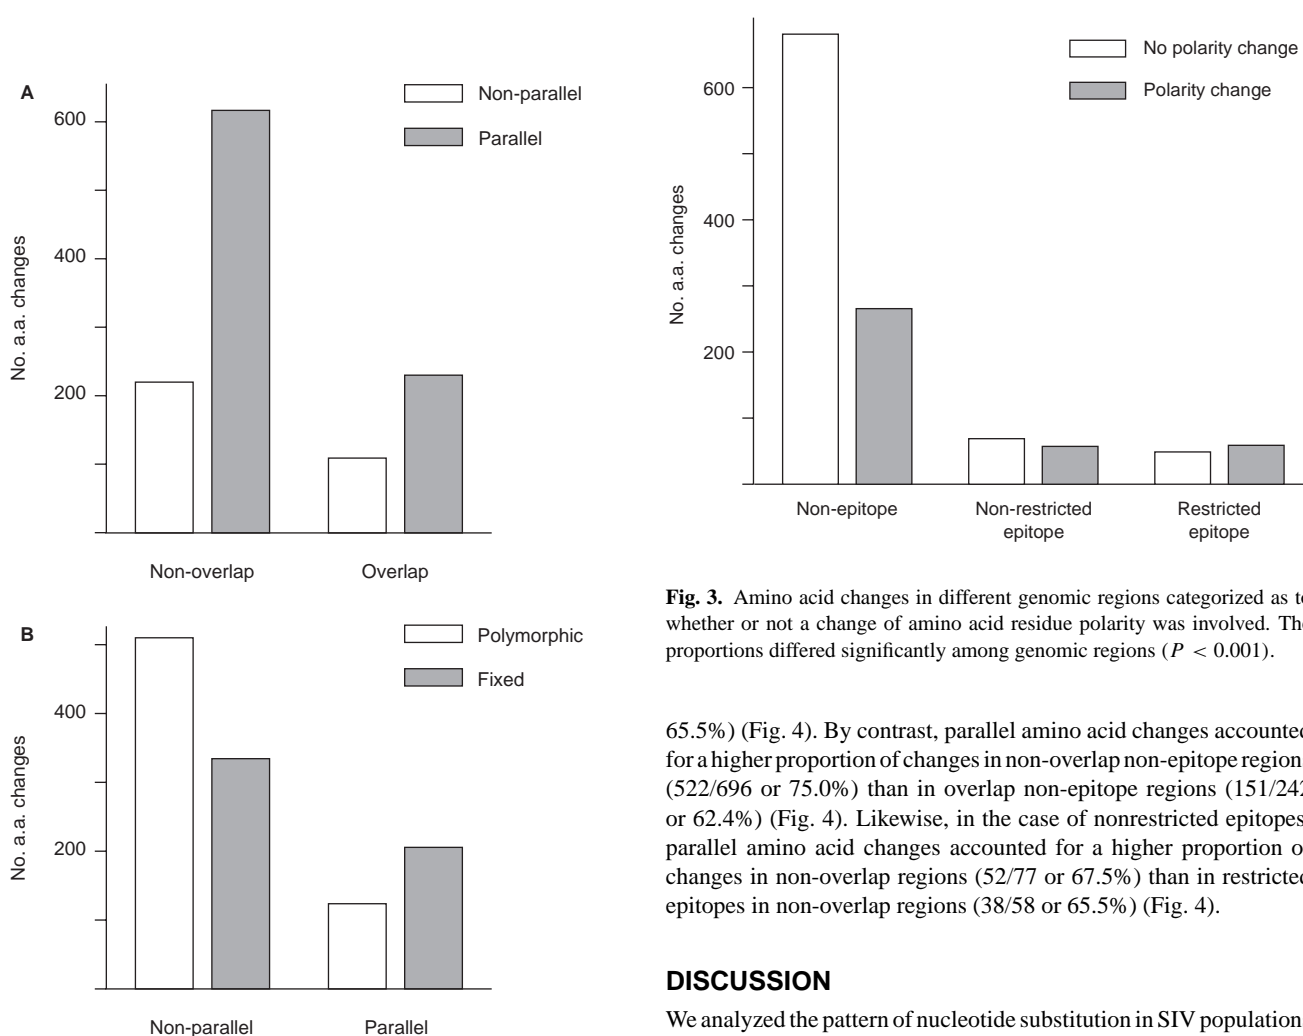 A
No. a.a. changes
600
400
200
Non-parallel
Parallel
Non-overlap
Overlap
B
No. a.a. changes
400
200
Polymorphic
Fixed
Non-parallel
Parallel
No. a.a. changes
600
400
200
No polarity change
Polarity change
Non-epitope
Non-restricted
epitope
Restricted
epitope
Fig. 3. Amino acid changes in different genomic regions categorized as to
whether or not a change of amino acid residue polarity was involved. The
proportions differed significantly among genomic regions (P < 0.001).
65.5%) (Fig. 4). By contrast, parallel amino acid changes accounted
for a higher proportion of changes in non-overlap non-epitope region
(522/696 or 75.0%) than in overlap non-epitope regions (151/242
or 62.4%) (Fig. 4). Likewise, in the case of nonrestricted epitopes
parallel amino acid changes accounted for a higher proportion of
changes in non-overlap regions (52/77 or 67.5%) than in restricted
epitopes in non-overlap regions (38/58 or 65.5%) (Fig. 4).
DISCUSSION
We analyzed the pattern of nucleotide substitution in SIV population